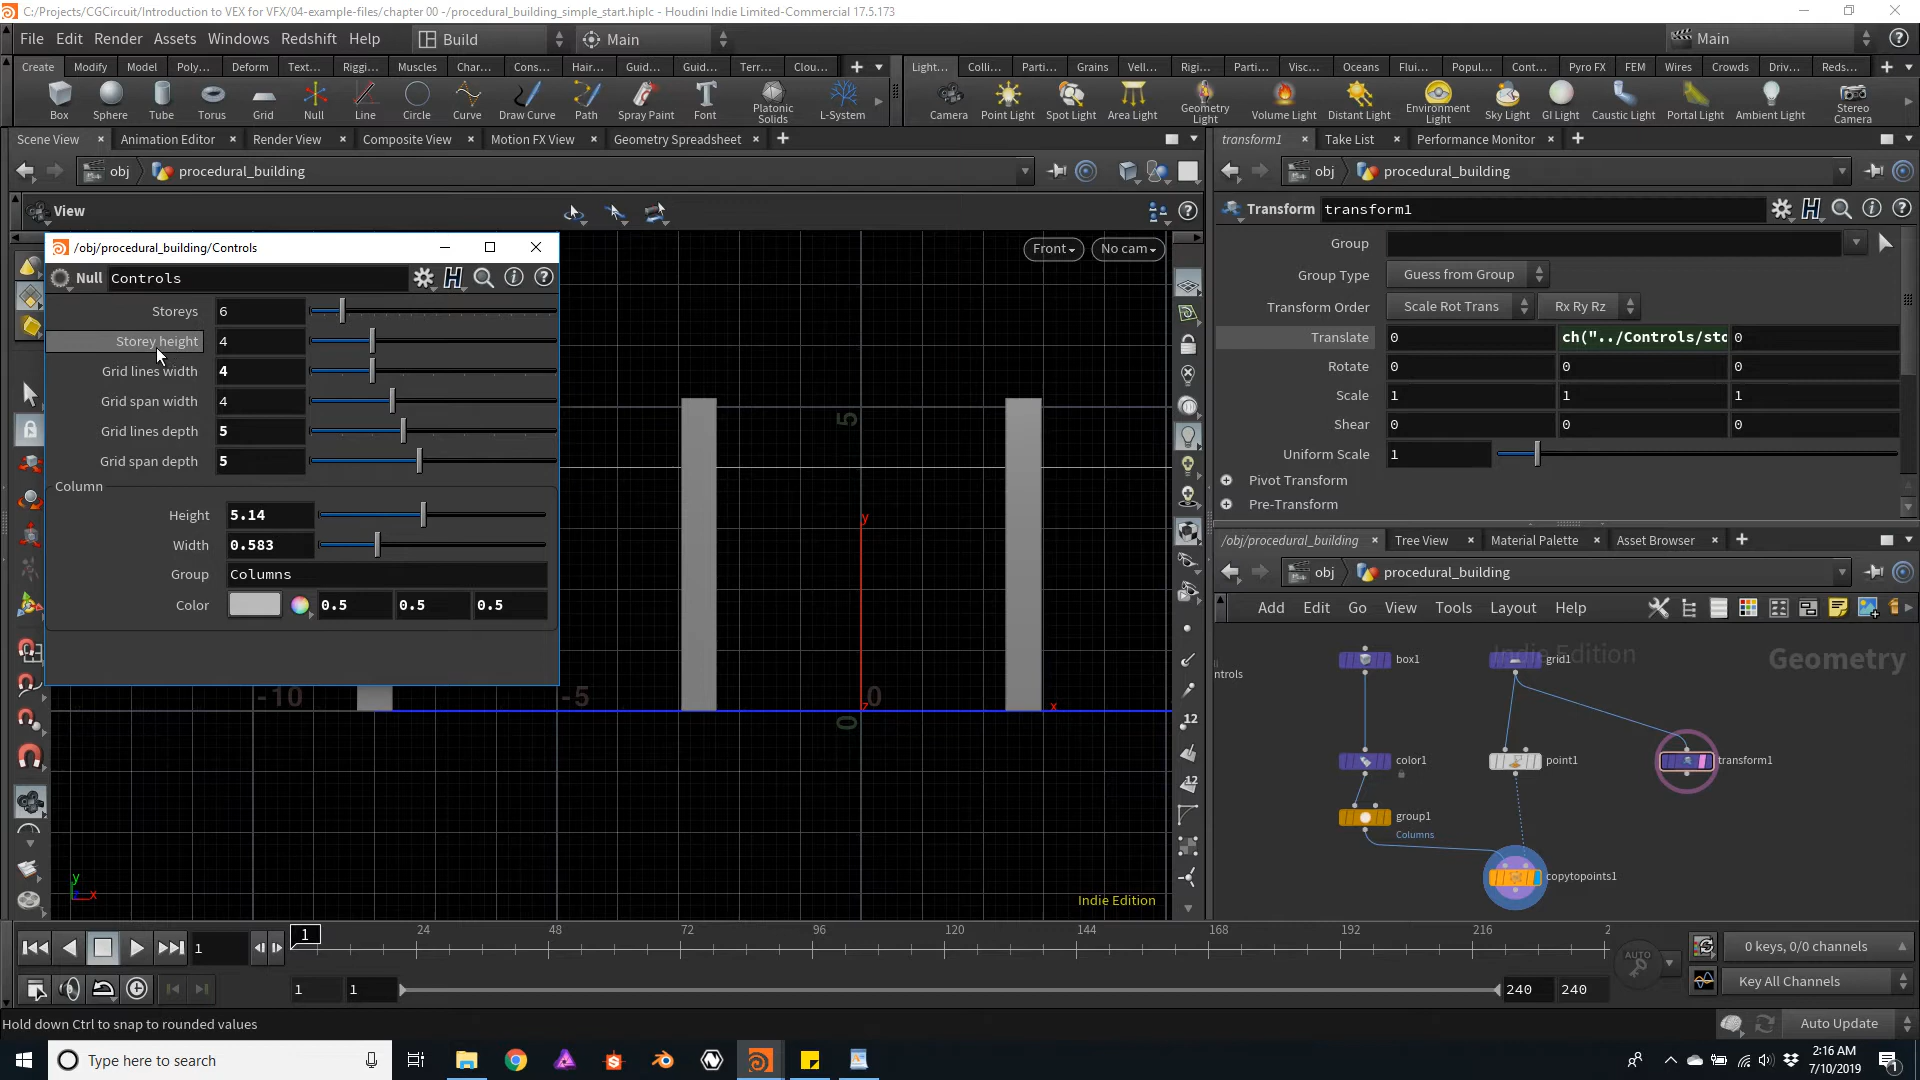 C:/Projects/CGCircuit/Introduction to VEX for VFX/04-example-files/chapter 00 -/procedural_building_simple_start.hiplc - Houdini Indie Limited-Commercial 17.5.173
File Edit Render Assets Windows Redshift Help Build Main Main
Create Modify Model Poly... Deform Text... Riggi... Muscles Char... Cons... Hair... Guid... Guid... Terr... Clou... Light... Colli... Parti... Grains Vell... Rigi... Parti... Visc... Oceans Flui... Popul... Cont... Pyro FX FEM Wires Crowds Driv... Reds...
Box Sphere Tube Torus Grid Null Line Circle Curve Draw Curve Path Spray Paint Font Platonic Solids L-System Camera Point Light Spot Light Area Light Geometry Light Volume Light Distant Light Environment Light Sky Light GI Light Caustic Light Portal Light Ambient Light Stereo Camera
Scene View Animation Editor Render View Composite View Motion FX View Geometry Spreadsheet transform1 Take List Performance Monitor
obj procedural_building obj procedural_building
View
Transform transform1
/obj/procedural_building/Controls
Front No cam
Null Controls
Storeys 6
Storey height 4
Grid lines width 4
Grid span width 4
Grid lines depth 5
Grid span depth 5
Column
Height 5.14
Width 0.583
Group Columns
Color 0.5 0.5 0.5
5
y
-10 -5 0 x
z
0
y
x
Indie Edition
Group
Group Type Guess from Group
Transform Order Scale Rot Trans Rx Ry Rz
Translate 0 ch("../Controls/sto 0
Rotate 0 0 0
Scale 1 1 1
Shear 0 0 0
Uniform Scale 1
Pivot Transform
Pre-Transform
/obj/procedural_building Tree View Material Palette Asset Browser
obj procedural_building
Add Edit Go View Tools Layout Help
Indie Edition
Geometry
ntrols
box1 grid1
color1 point1 transform1
group1
Columns
copytopoints1
12
12
1 1 24 48 72 96 120 144 168 192 216 2
AUTO
0 keys, 0/0 channels
1 1 240 240
Key All Channels
Hold down Ctrl to snap to rounded values
Auto Update
Type here to search
2:16 AM
7/10/2019
1